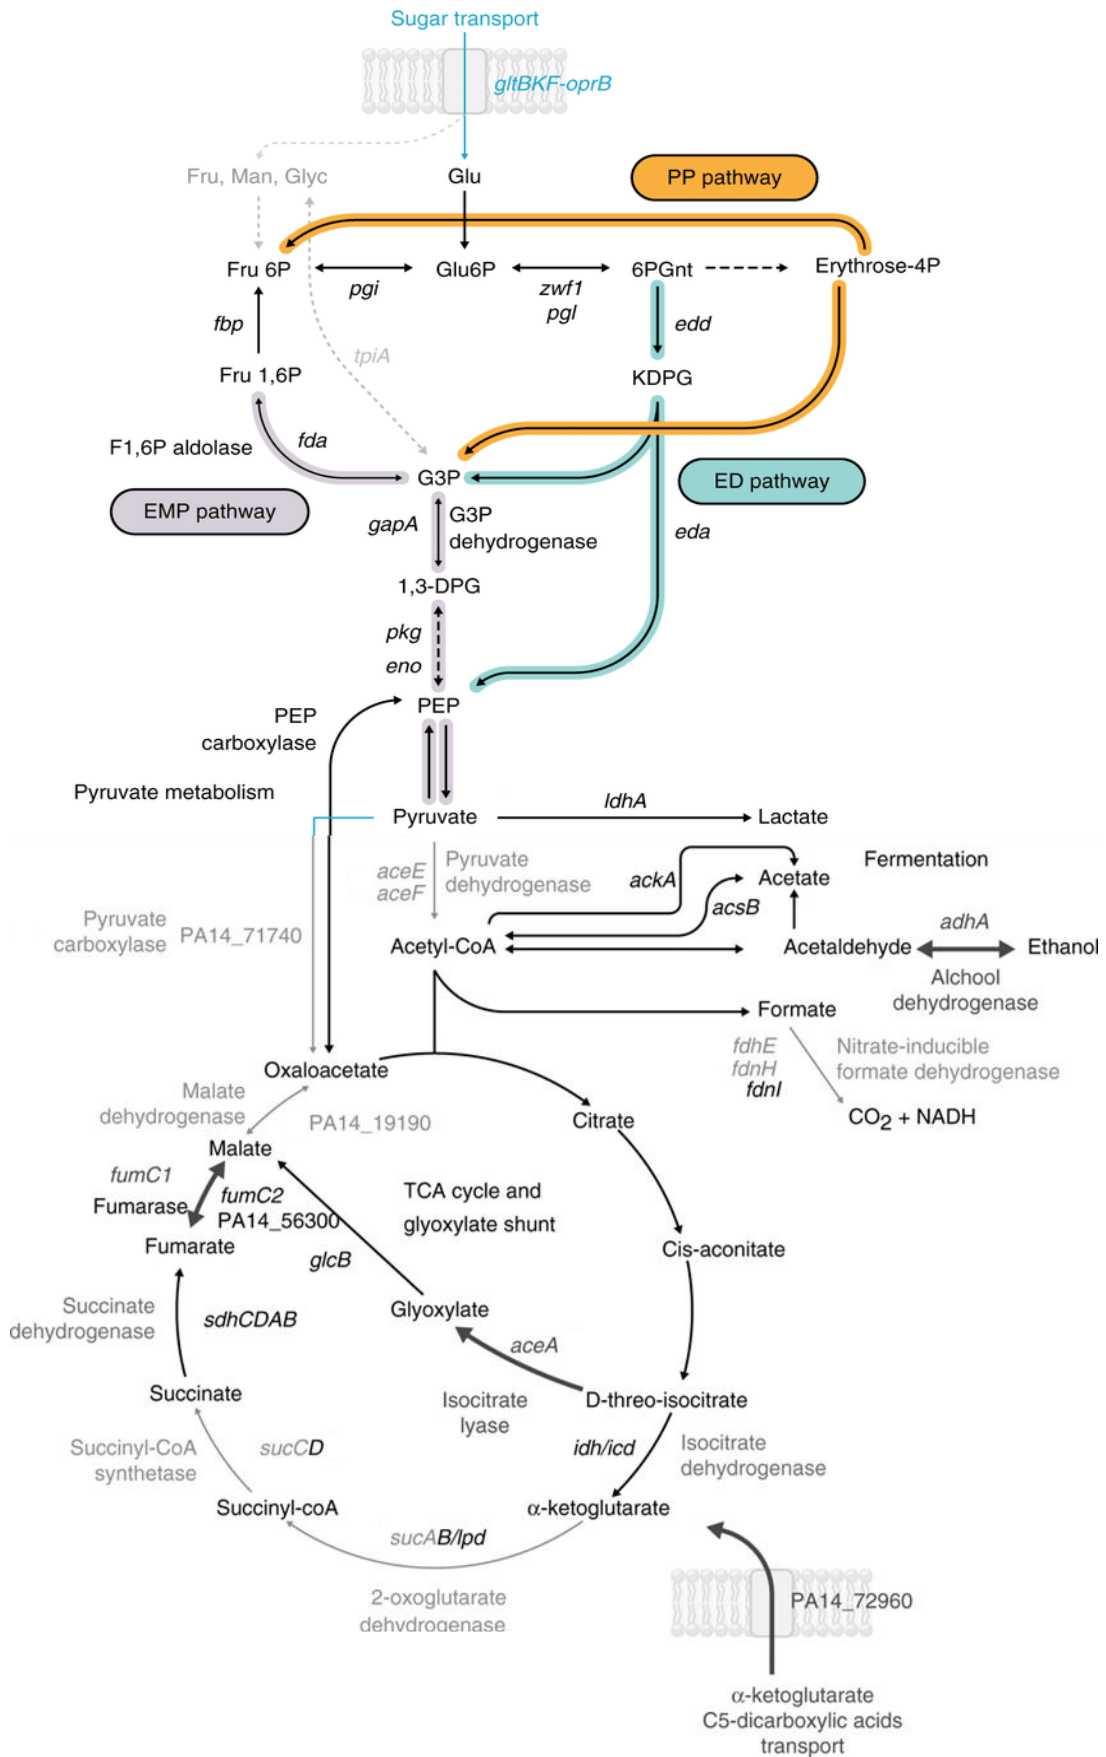 Sugar transport
gltBKF-oprB
Fru, Man, Glyc
Glu
PP pathway
Fru 6P
Glu6P
6PGnt
Erythrose-4P
pgi
zwf1
pgl
edd
fbp
tpiA
Fru 1,6P
KDPG
F1,6P aldolase
fda
G3P
ED pathway
EMP pathway
gapA
G3P
dehydrogenase
eda
1,3-DPG
pkg
eno
PEP
PEP
carboxylase
Pyruvate metabolism
Pyruvate
ldhA
Lactate
aceE
aceF
Pyruvate
dehydrogenase
ackA
Acetate
Fermentation
acsB
Pyruvate
carboxylase
PA14_71740
Acetyl-CoA
Acetaldehyde
adhA
Ethanol
Alchool
dehydrogenase
Formate
fdhE
fdnH
fdnI
Nitrate-inducible
formate dehydrogenase
CO2 + NADH
Oxaloacetate
Malate
dehydrogenase
PA14_19190
Citrate
Malate
fumC1
Fumarase
fumC2
PA14_56300
TCA cycle and
glyoxylate shunt
Fumarate
glcB
Cis-aconitate
Succinate
dehydrogenase
sdhCDAB
Glyoxylate
aceA
Succinate
Isocitrate
lyase
D-threo-isocitrate
Succinyl-CoA
synthetase
sucCD
idh/icd
Isocitrate
dehydrogenase
Succinyl-coA
α-ketoglutarate
sucAB/lpd
2-oxoglutarate
dehydrogenase
PA14_72960
α-ketoglutarate
C5-dicarboxylic acids
transport